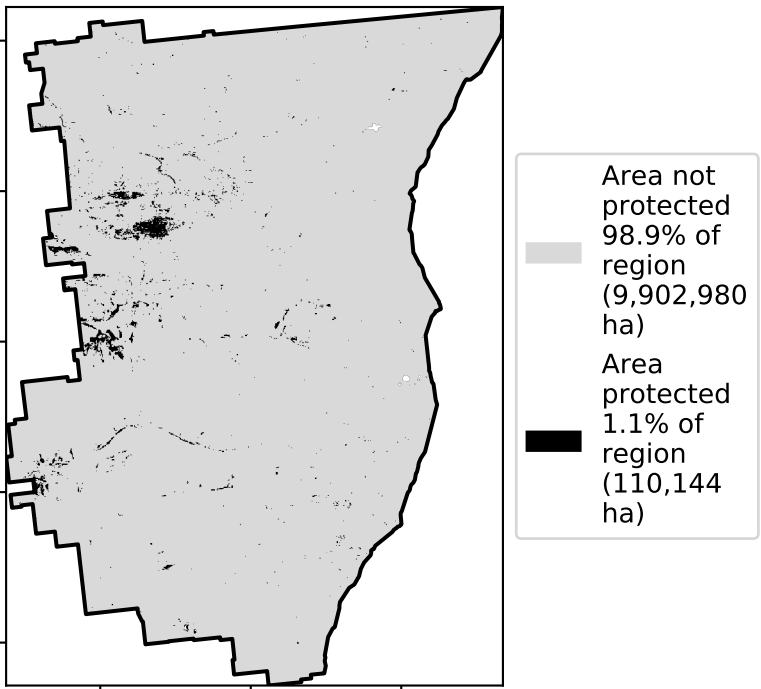 Area not
protected
98.9% of
region
(9,902,980
ha)
Area
protected
1.1% of
region
(110,144
ha)